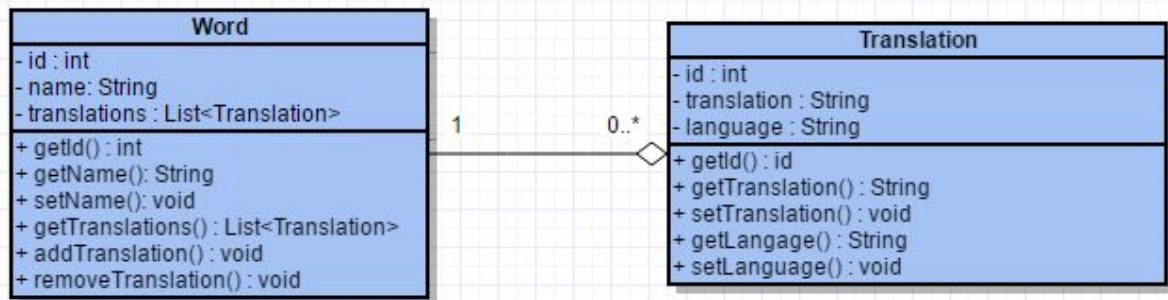 Word
- id : int
- name: String
- translations : List<Translation>
+ getId() : int
+ getName(): String
+ setName(): void
+ getTranslations() : List<Translation>
+ addTranslation() : void
+ removeTranslation() : void
1
0..*
Translation
- id : int
- translation : String
- language : String
+ getId() : id
+ getTranslation() : String
+ setTranslation() : void
+ getLangage() : String
+ setLanguage() : void